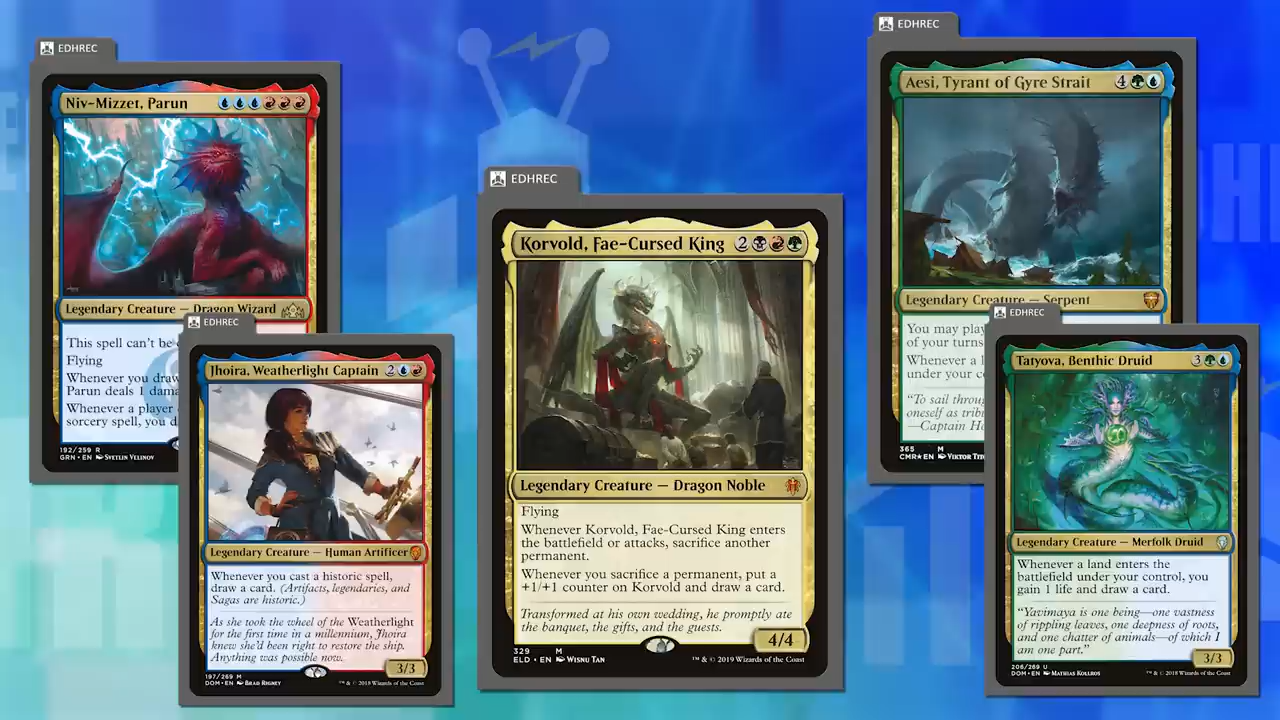 EDHREC
Niv-Mizzet, Parun
Legendary Creature — Dragon Wizard
This spell can't be
Flying
Whenever you draw
Parun deals 1 dama
Whenever a player
sorcery spell, you d
192/259 R
GRN • EN Svetlin Velinov
EDHREC
Jhoira, Weatherlight Captain 2
Legendary Creature — Human Artificer
Whenever you cast a historic spell,
draw a card. (Artifacts, legendaries, and
Sagas are historic.)
As she took the wheel of the Weatherlight
for the first time in a millennium, Jhoira
knew she'd been right to restore the ship.
Anything was possible now.
3/3
197/269 M
DOM • EN Brad Rigney
™ & © 2018 Wizards of the Coast
EDHREC
Korvold, Fae-Cursed King 2
Legendary Creature — Dragon Noble
Flying
Whenever Korvold, Fae-Cursed King enters
the battlefield or attacks, sacrifice another
permanent.
Whenever you sacrifice a permanent, put a
+1/+1 counter on Korvold and draw a card.
Transformed at his own wedding, he promptly ate
the banquet, the gifts, and the guests.
4/4
329 M
ELD • EN Wisnu Tan
™ & © 2019 Wizards of the Coast
EDHREC
Aesi, Tyrant of Gyre Strait 4
Legendary Creature — Serpent
You may play
of your turns
Whenever a l
under your c
"To sail throu
oneself as trib
—Captain He
365 M
CMR★EN Viktor Tit
EDHREC
Tatyova, Benthic Druid 3
Legendary Creature — Merfolk Druid
Whenever a land enters the
battlefield under your control, you
gain 1 life and draw a card.
"Yavimaya is one being—one vastness
of rippling leaves, one deepness of roots,
and one chatter of animals—of which I
am one part."
3/3
206/269 U
DOM • EN Mathias Kollros
™ & © 2018 Wizards of the Coast